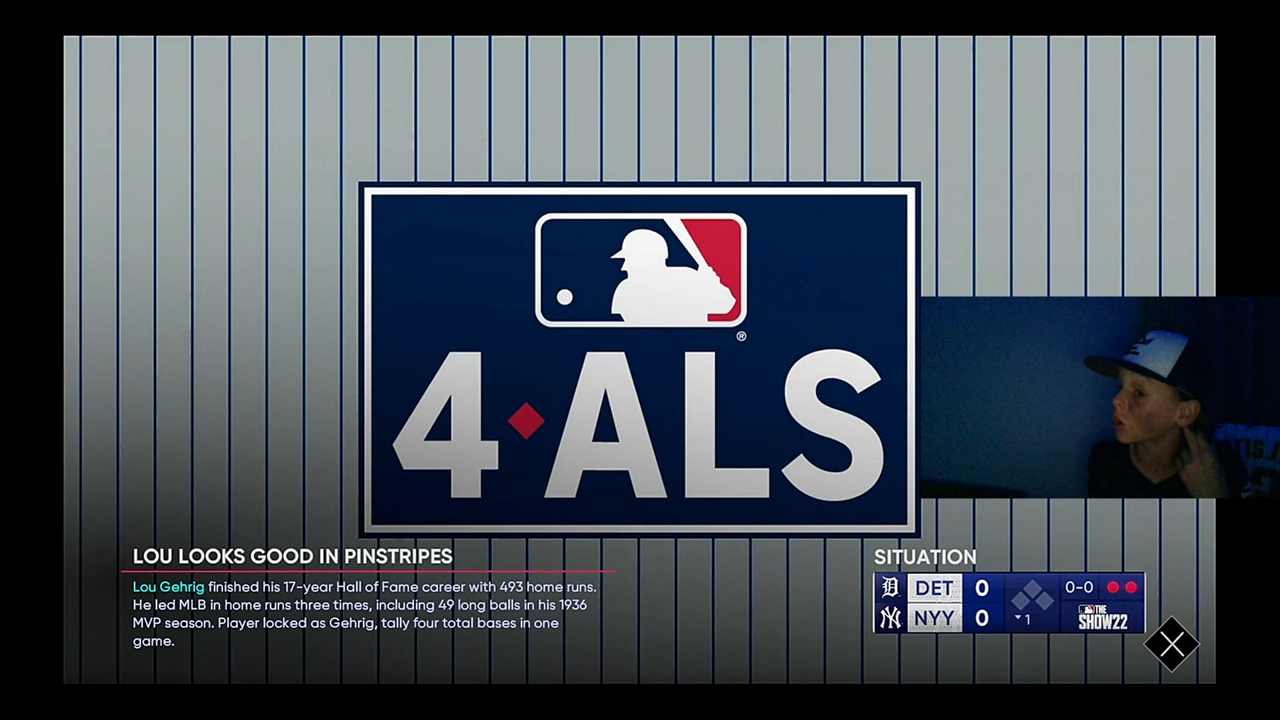 4 ALS
®
LOU LOOKS GOOD IN PINSTRIPES
Lou Gehrig finished his 17-year Hall of Fame career with 493 home runs.
He led MLB in home runs three times, including 49 long balls in his 1936
MVP season. Player locked as Gehrig, tally four total bases in one
game.
SITUATION
D DET 0 0-0
NY NYY 0 1
THE
SHOW22